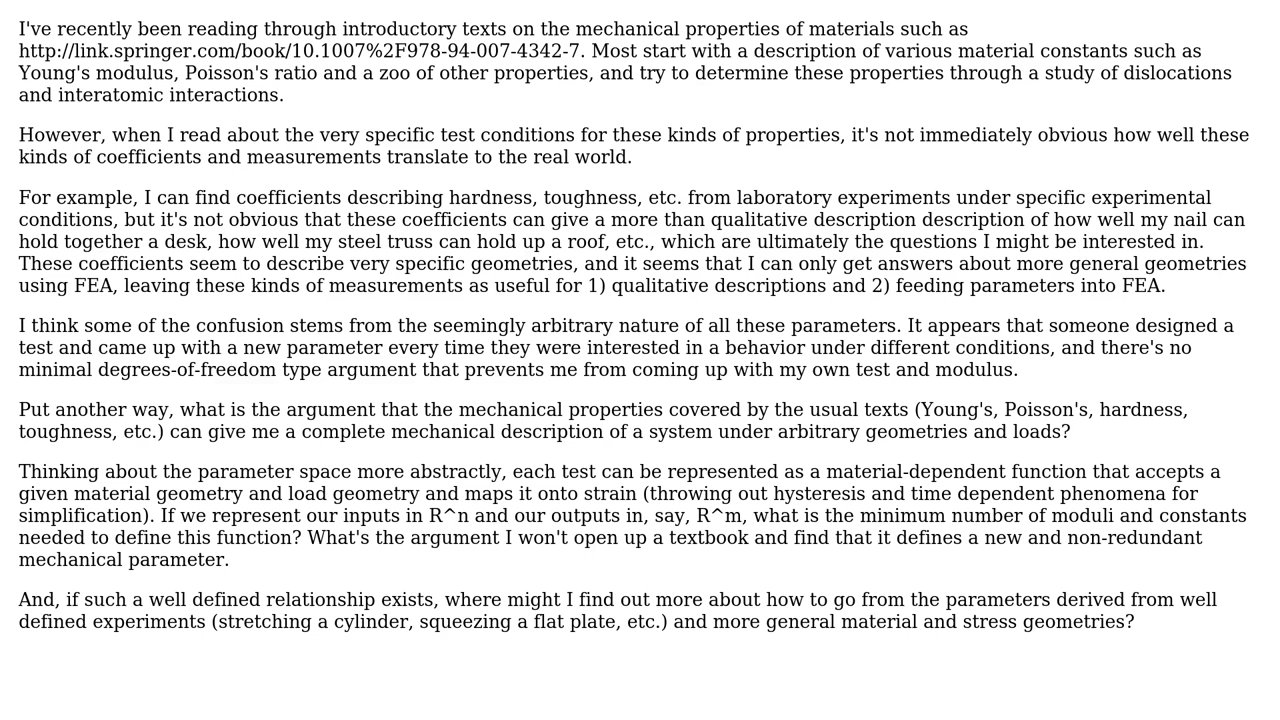 I've recently been reading through introductory texts on the mechanical properties of materials such as
http://link.springer.com/book/10.1007%2F978-94-007-4342-7. Most start with a description of various material constants such as
Young's modulus, Poisson's ratio and a zoo of other properties, and try to determine these properties through a study of dislocations
and interatomic interactions.
However, when I read about the very specific test conditions for these kinds of properties, it's not immediately obvious how well these
kinds of coefficients and measurements translate to the real world.
For example, I can find coefficients describing hardness, toughness, etc. from laboratory experiments under specific experimental
conditions, but it's not obvious that these coefficients can give a more than qualitative description description of how well my nail can
hold together a desk, how well my steel truss can hold up a roof, etc., which are ultimately the questions I might be interested in.
These coefficients seem to describe very specific geometries, and it seems that I can only get answers about more general geometries
using FEA, leaving these kinds of measurements as useful for 1) qualitative descriptions and 2) feeding parameters into FEA.
I think some of the confusion stems from the seemingly arbitrary nature of all these parameters. It appears that someone designed a
test and came up with a new parameter every time they were interested in a behavior under different conditions, and there's no
minimal degrees-of-freedom type argument that prevents me from coming up with my own test and modulus.
Put another way, what is the argument that the mechanical properties covered by the usual texts (Young's, Poisson's, hardness,
toughness, etc.) can give me a complete mechanical description of a system under arbitrary geometries and loads?
Thinking about the parameter space more abstractly, each test can be represented as a material-dependent function that accepts a
given material geometry and load geometry and maps it onto strain (throwing out hysteresis and time dependent phenomena for
simplification). If we represent our inputs in R^n and our outputs in, say, R^m, what is the minimum number of moduli and constants
needed to define this function? What's the argument I won't open up a textbook and find that it defines a new and non-redundant
mechanical parameter.
And, if such a well defined relationship exists, where might I find out more about how to go from the parameters derived from well
defined experiments (stretching a cylinder, squeezing a flat plate, etc.) and more general material and stress geometries?